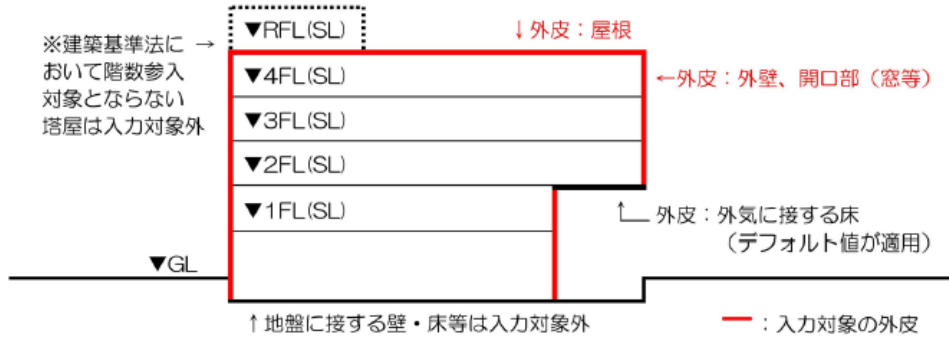 ▼RFL(SL)
↓外皮：屋根
※建築基準法に →
おいて階数参入
対象とならない
塔屋は入力対象外
▼4FL(SL)
←外皮：外壁、開口部（窓等）
▼3FL(SL)
▼2FL(SL)
▼1FL(SL)
外皮：外気に接する床
（デフォルト値が適用）
▼GL
↑地盤に接する壁・床等は入力対象外
：入力対象の外皮